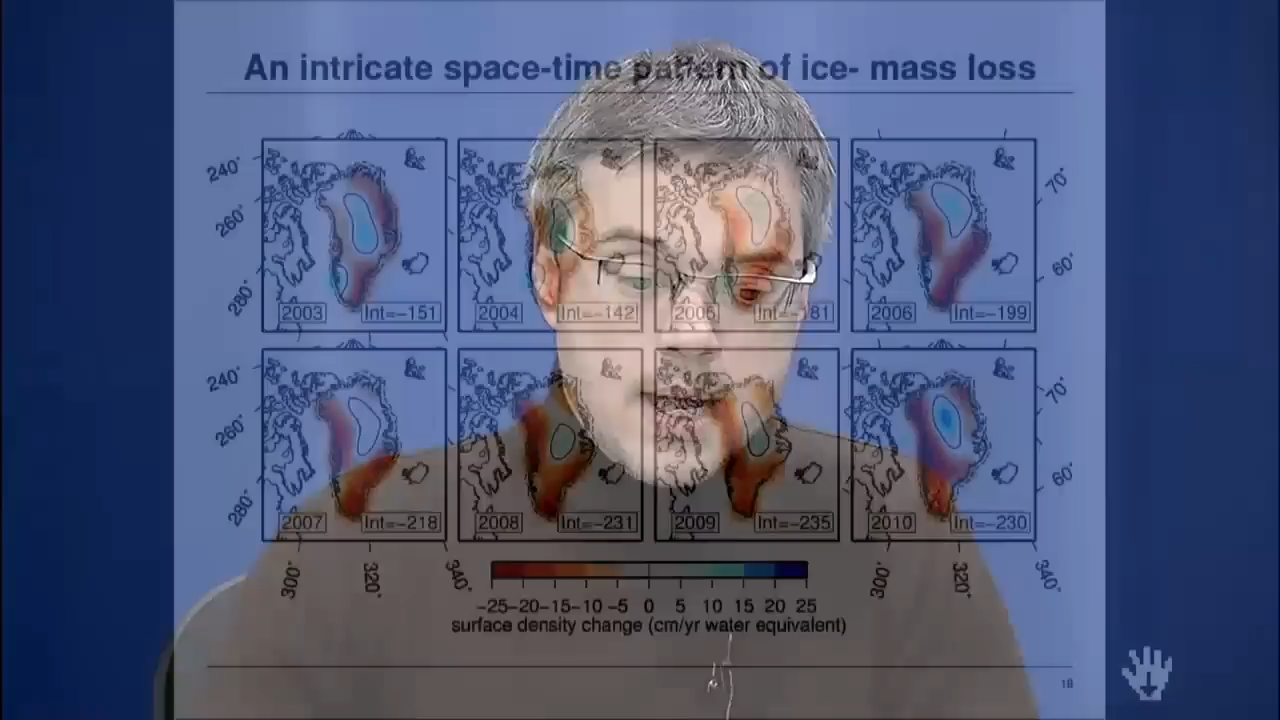 An intricate space-time pattern of ice- mass loss
240° 70°
260°
280° 60°
2003 Int=−151 2004 Int=−142 2005 Int=−181 2006 Int=−199
240° 70°
260°
280° 60°
2007 Int=−218 2008 Int=−231 2009 Int=−235 2010 Int=−230
300° 320° 340° 300° 320° 340°
−25−20−15−10 −5 0 5 10 15 20 25
surface density change (cm/yr water equivalent)
18